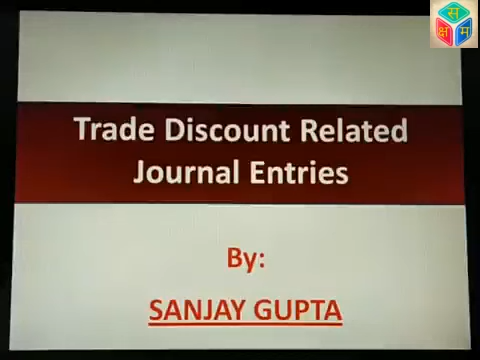 स
क्ष म
Trade Discount Related
Journal Entries
By:
SANJAY GUPTA